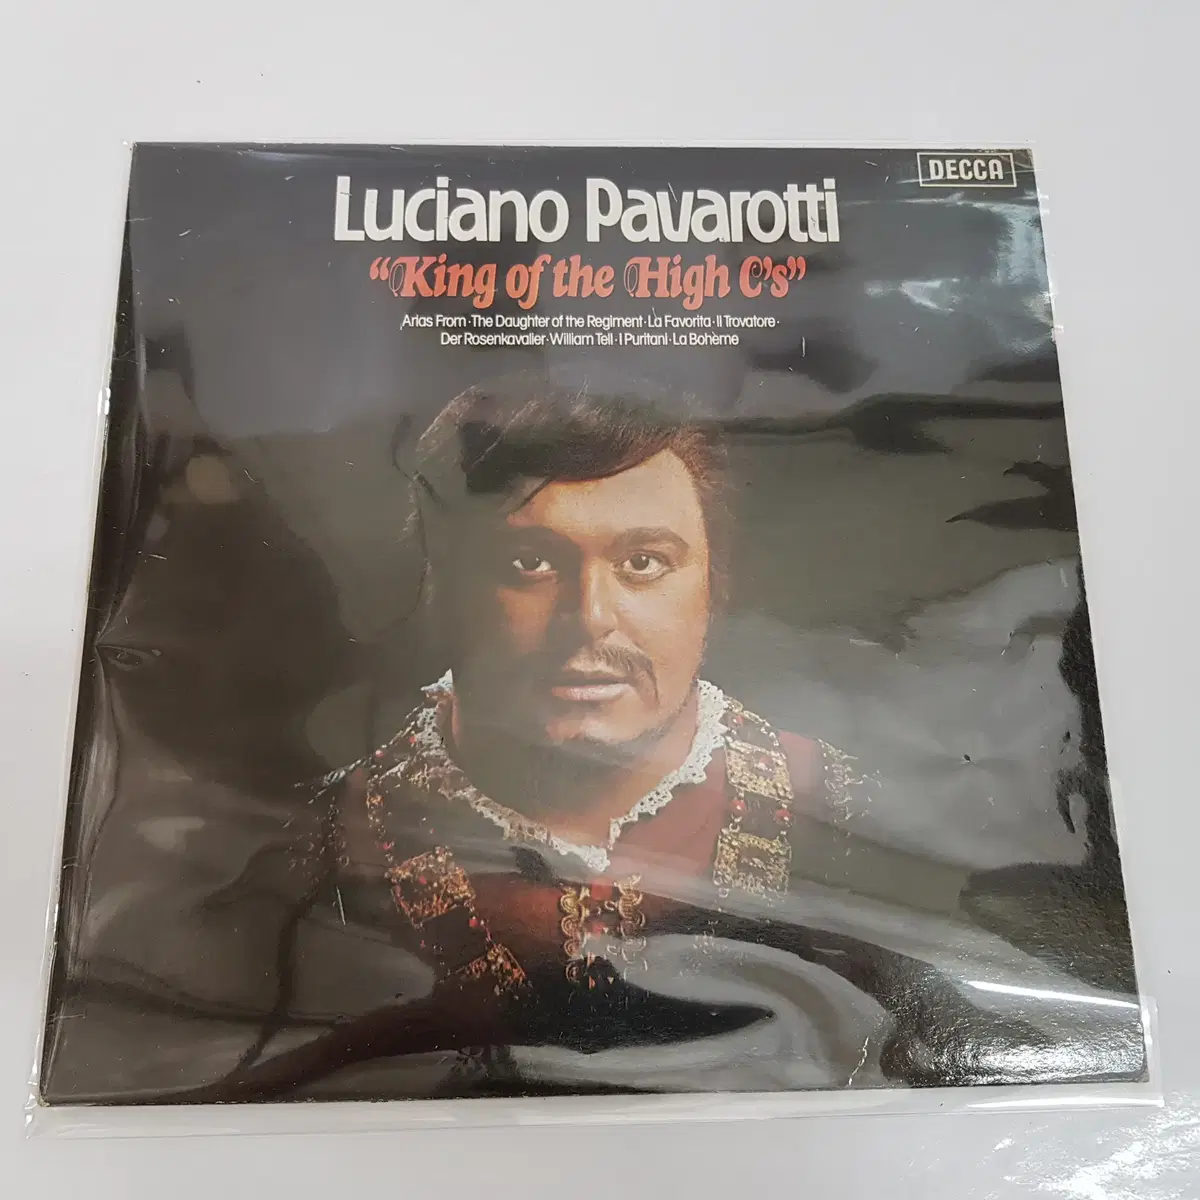 DECCA
Luciano Pavarotti
“King of the High C's”
Arias From·The Daughter of the Regiment·La Favorita·Il Trovatore·
Der Rosenkavalier·William Tell·I Puritani·La Bohème